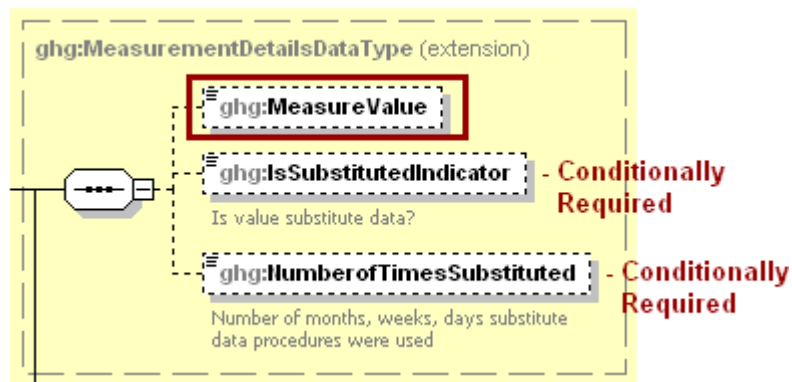 ghg:MeasurementDetailsDataType (extension)
ghg:MeasureValue
ghg:IsSubstitutedIndicator
- Conditionally
Required
Is value substitute data?
ghg:NumberofTimesSubstituted
- Conditionally
Required
Number of months, weeks, days substitute
data procedures were used